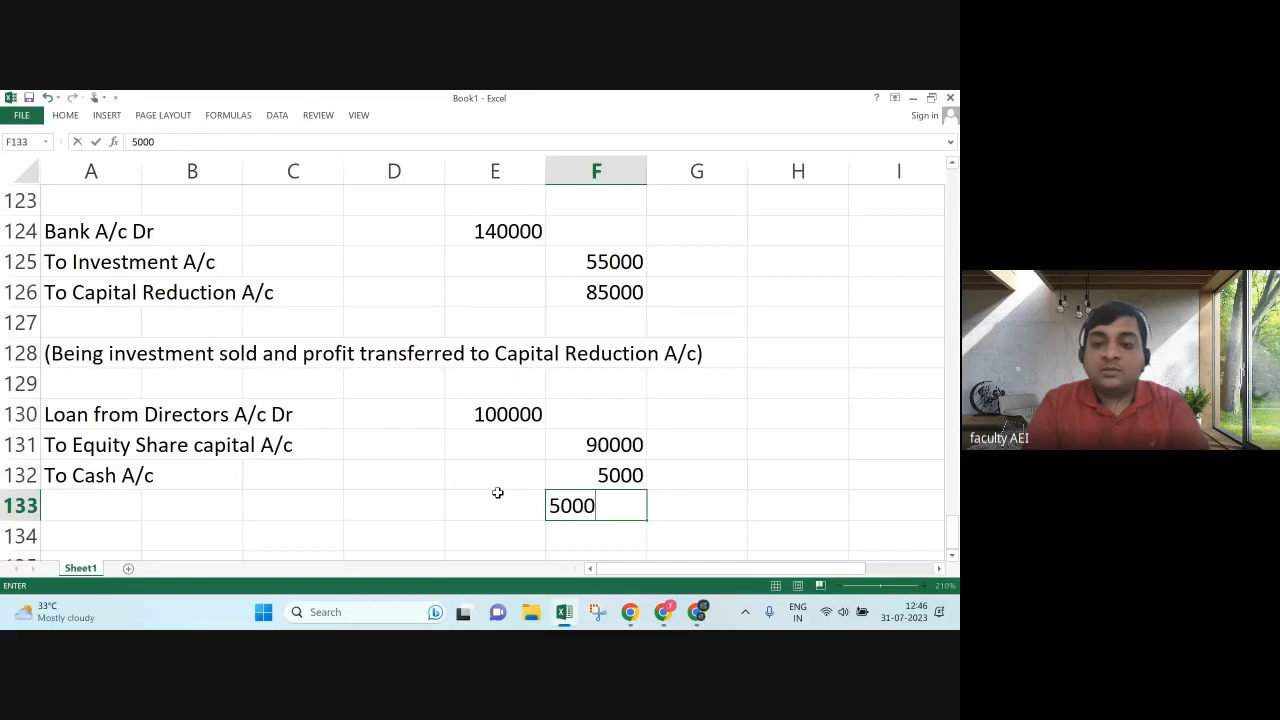 Book1 - Excel
?
FILE HOME INSERT PAGE LAYOUT FORMULAS DATA REVIEW VIEW Sign in
F133 fx 5000
A B C D E F G H I
123
124 Bank A/c Dr 140000
125 To Investment A/c 55000
126 To Capital Reduction A/c 85000
127
128 (Being investment sold and profit transferred to Capital Reduction A/c)
129
130 Loan from Directors A/c Dr 100000
131 To Equity Share capital A/c 90000
132 To Cash A/c 5000
133 5000
134
Sheet1
ENTER 210%
33°C
Mostly cloudy
Search
7
ENG
IN
12:46
31-07-2023
faculty AEI